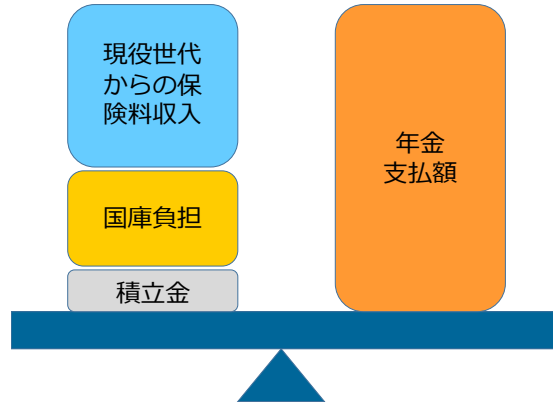 現役世代
からの保
険料収入
国庫負担
積立金
年金
支払額